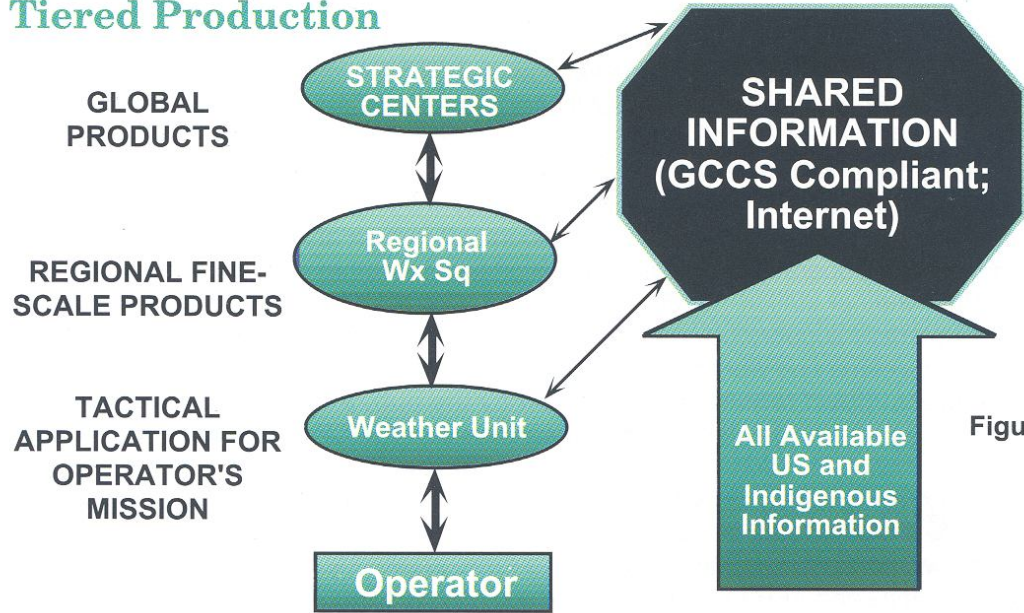 Tiered Production
GLOBAL
PRODUCTS
STRATEGIC
CENTERS
SHARED
INFORMATION
(GCCS Compliant;
Internet)
REGIONAL FINE-
SCALE PRODUCTS
Regional
Wx Sq
TACTICAL
APPLICATION FOR
OPERATOR'S
MISSION
Weather Unit
All Available
US and
Indigenous
Information
Figu
Operator